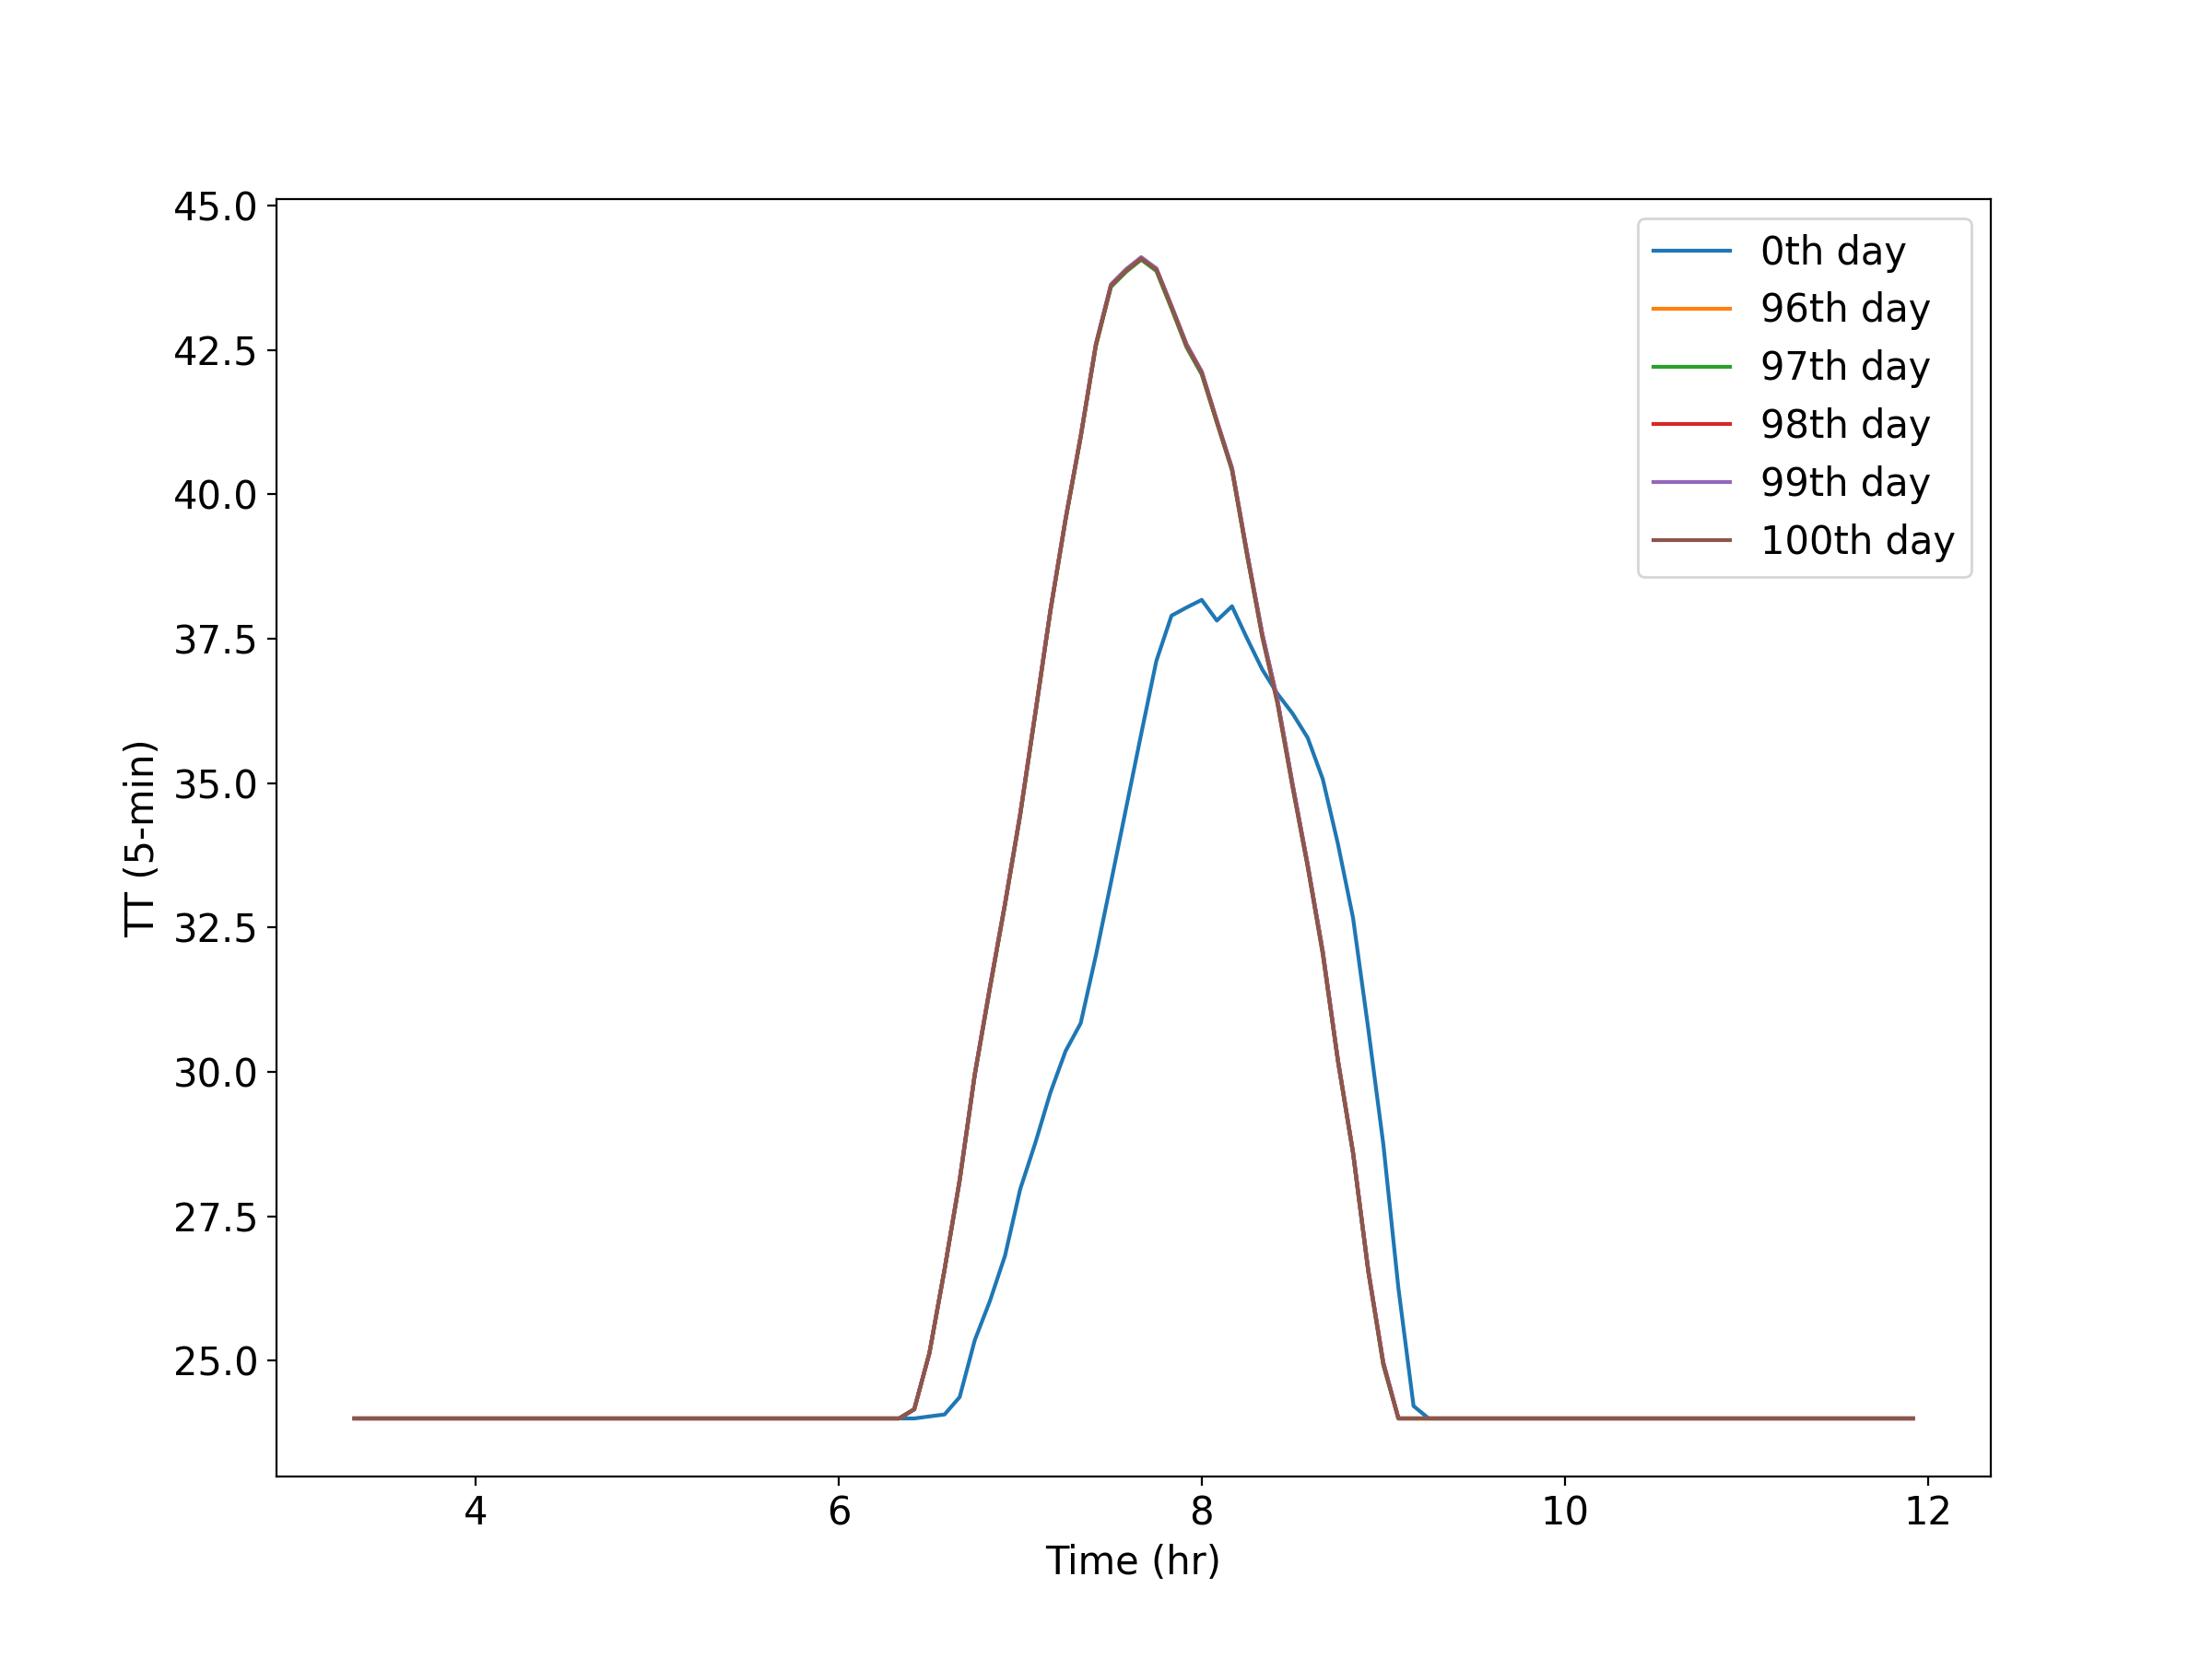 45.0
42.5
40.0
37.5
35.0
32.5
30.0
27.5
25.0
TT (5-min)
4 6 8 10 12
Time (hr)
0th day
96th day
97th day
98th day
99th day
100th day